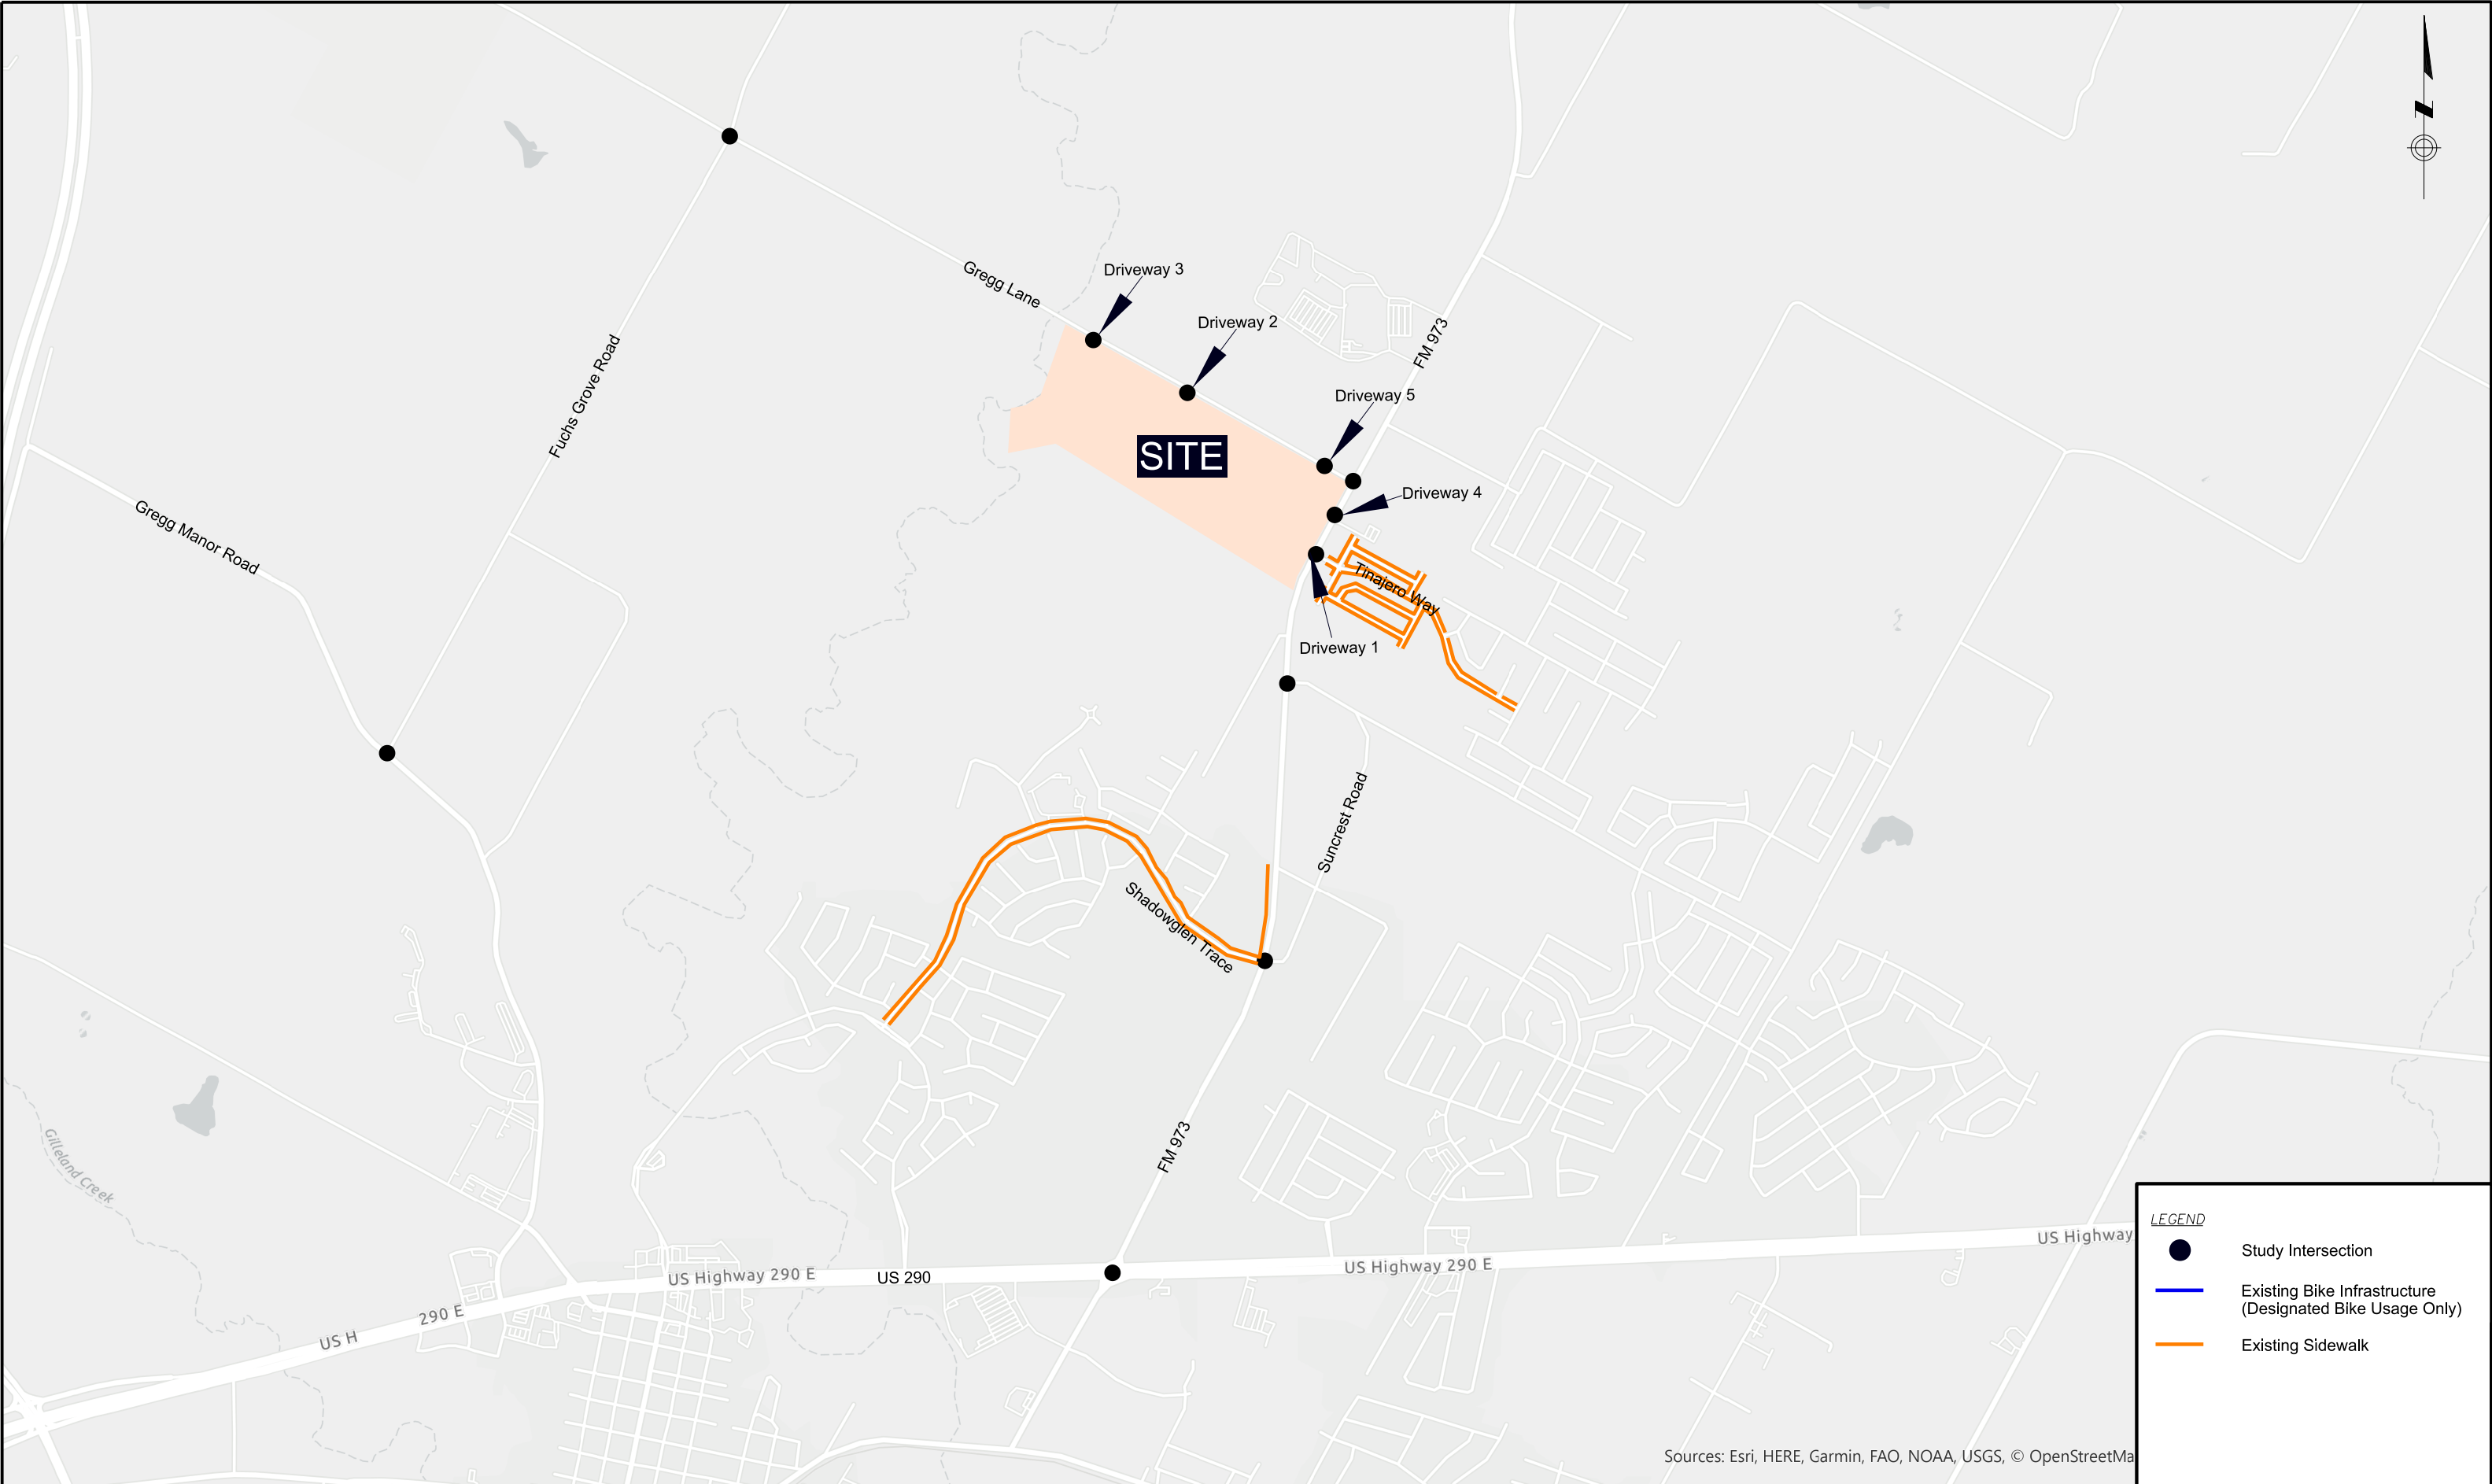 N
Gregg Lane
Driveway 3
Driveway 2
FM 973
Driveway 5
Fuchs Grove Road
SITE
Driveway 4
Gregg Manor Road
Tinajero Way
Driveway 1
Suncrest Road
Shadowglen Trace
FM 973
Gilleland Creek
US Highway 290 E
US 290
US Highway 290 E
US Highway
US H
290 E
LEGEND
Study Intersection
Existing Bike Infrastructure
(Designated Bike Usage Only)
Existing Sidewalk
Sources: Esri, HERE, Garmin, FAO, NOAA, USGS, © OpenStreetMa